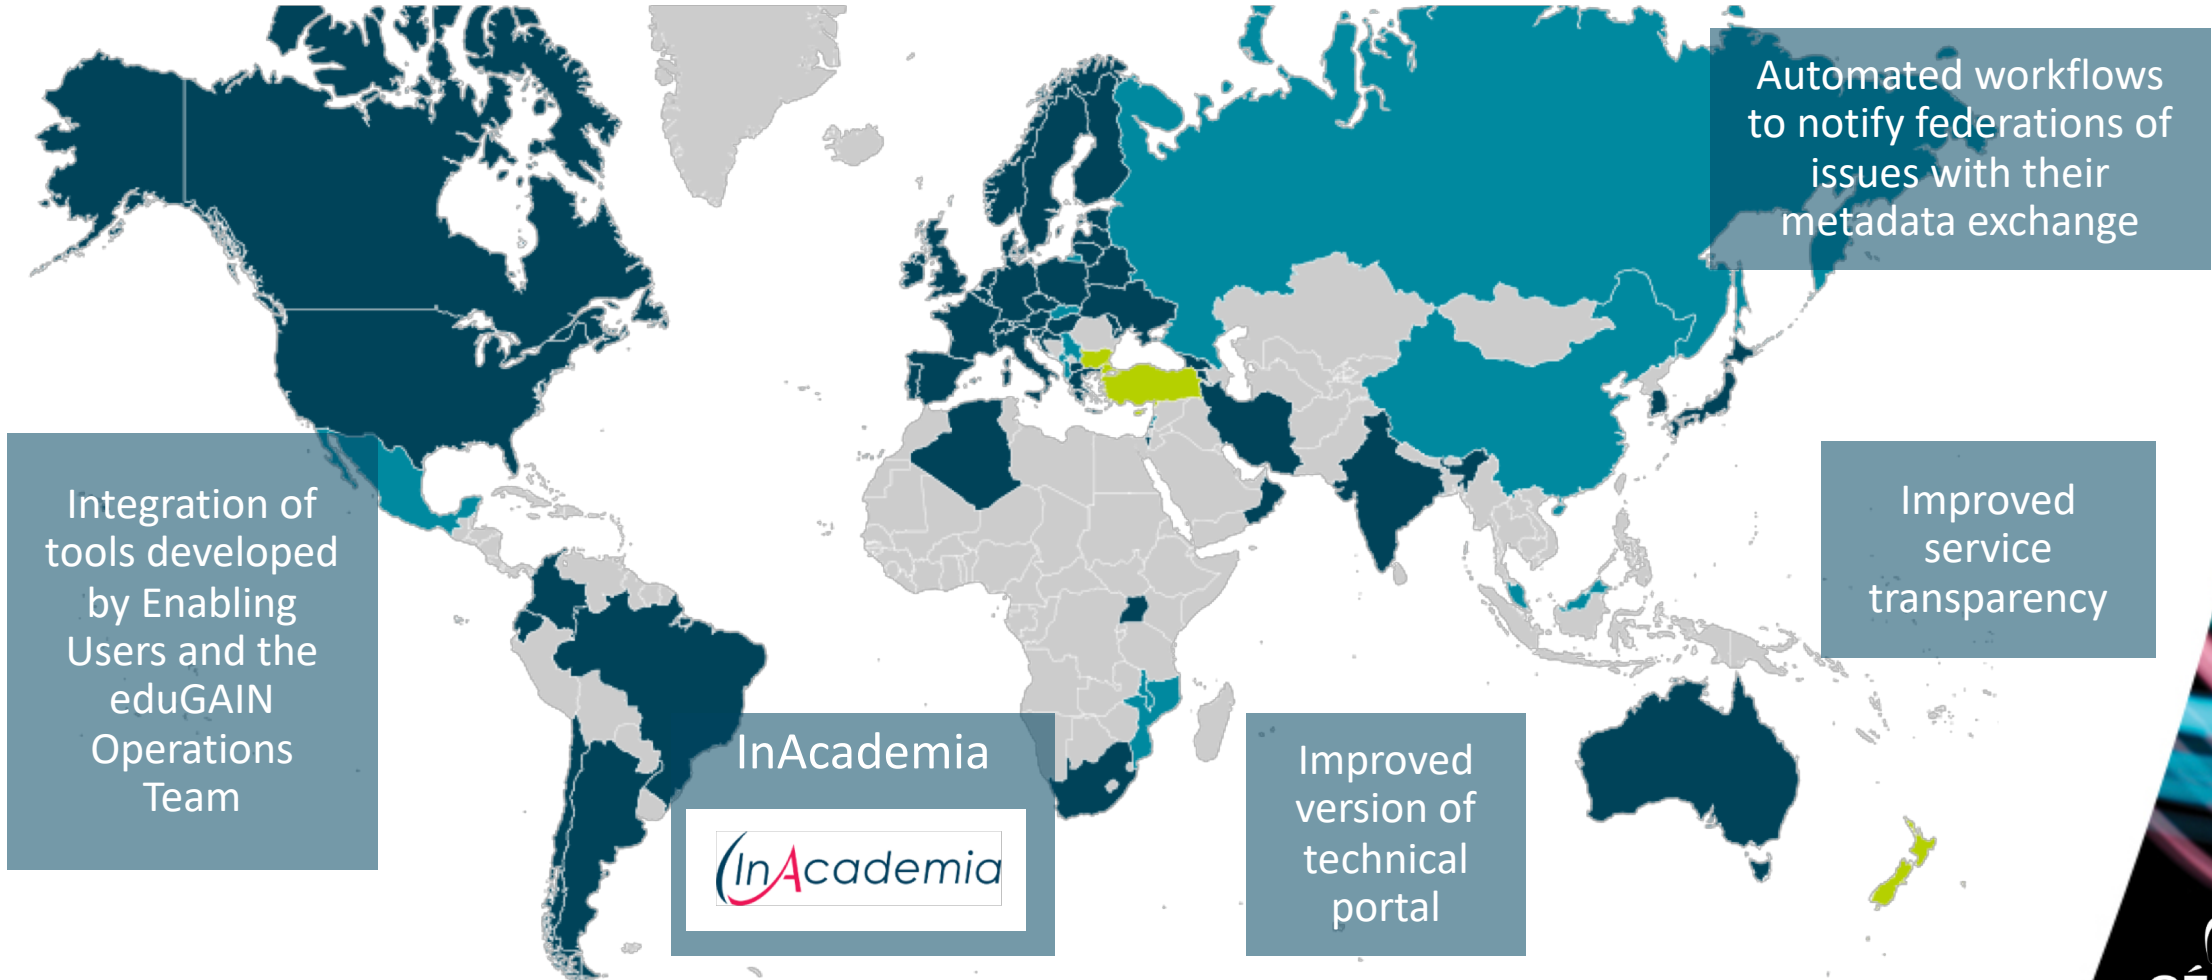 Automated workflows
to notify federations of
issues with their
metadata exchange
Integration of
tools developed
by Enabling
Users and the
eduGAIN
Operations
Team
Improved
service
transparency
InAcademia
InAcademia
Improved
version of
technical
portal